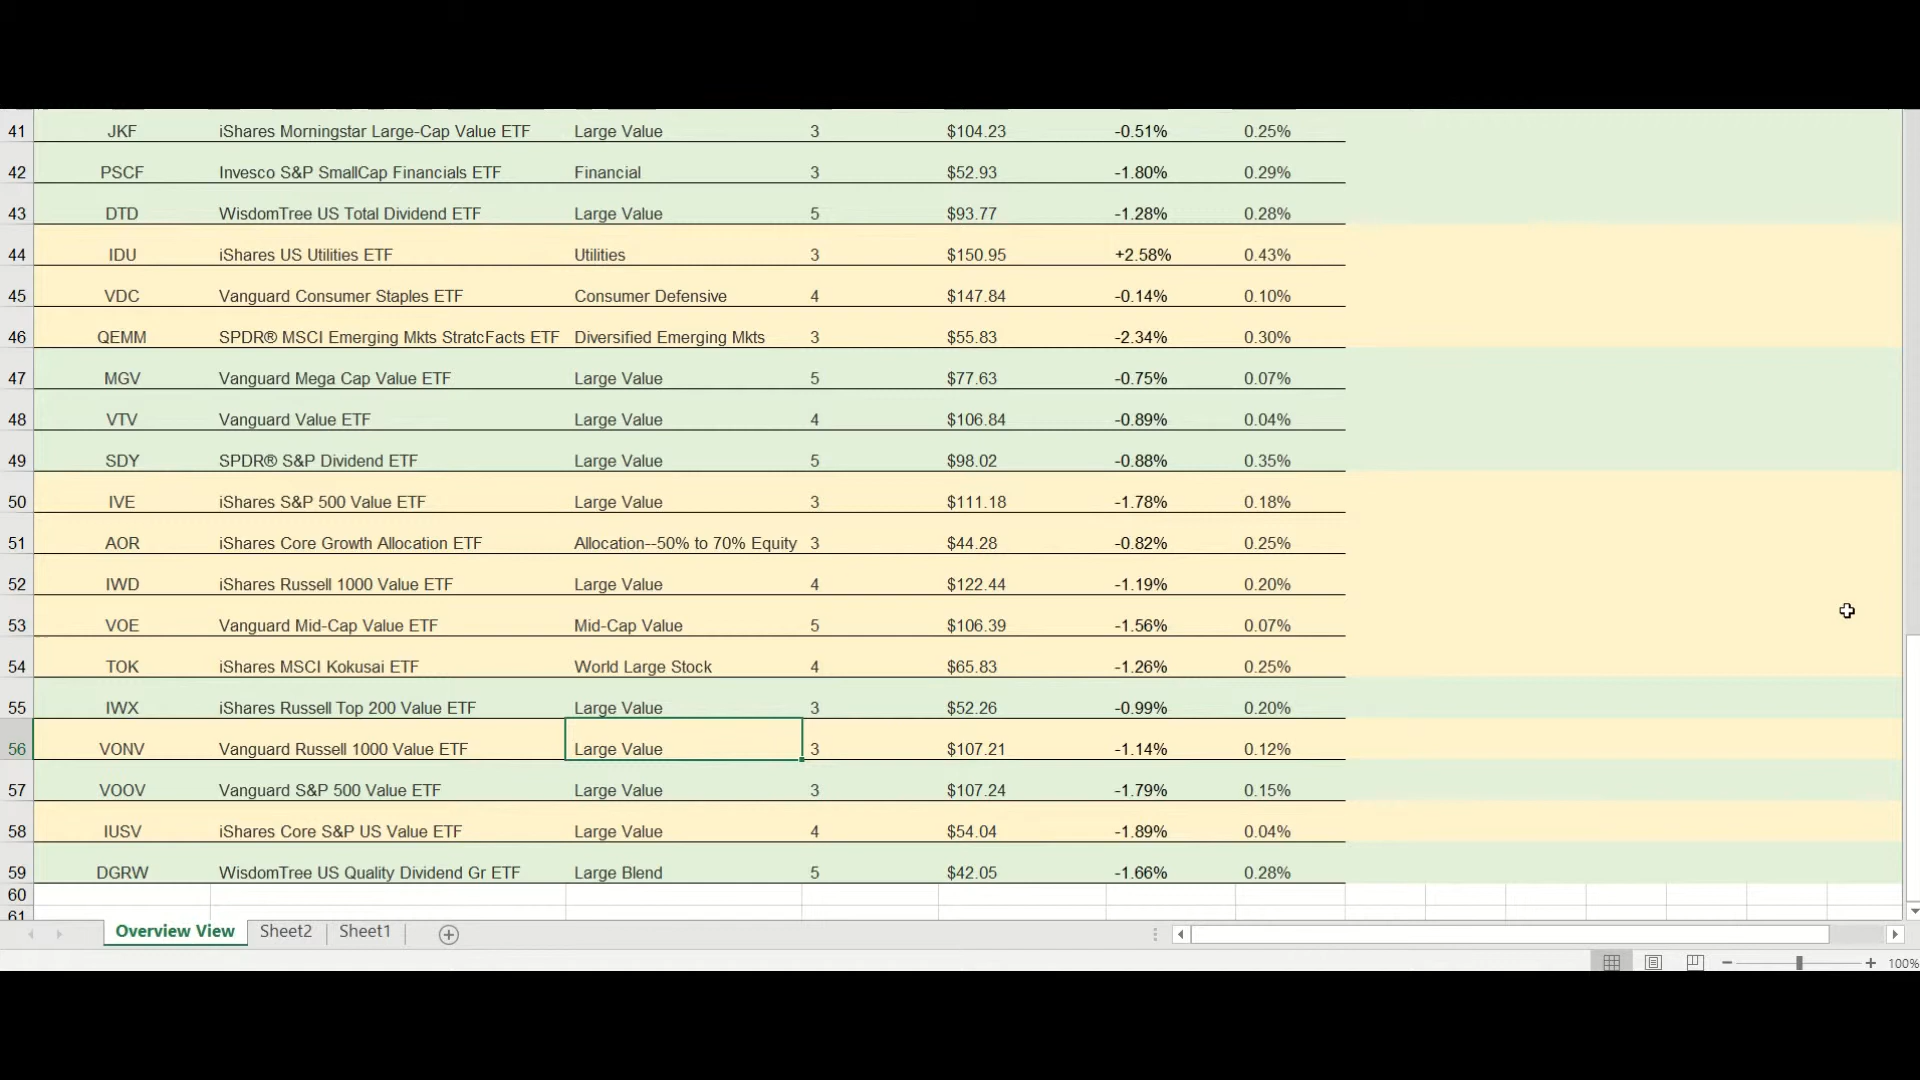 41 JKF iShares Morningstar Large-Cap Value ETF Large Value 3 $104.23 -0.51% 0.25%
42 PSCF Invesco S&P SmallCap Financials ETF Financial 3 $52.93 -1.80% 0.29%
43 DTD WisdomTree US Total Dividend ETF Large Value 5 $93.77 -1.28% 0.28%
44 IDU iShares US Utilities ETF Utilities 3 $150.95 +2.58% 0.43%
45 VDC Vanguard Consumer Staples ETF Consumer Defensive 4 $147.84 -0.14% 0.10%
46 QEMM SPDR® MSCI Emerging Mkts StratcFacts ETF Diversified Emerging Mkts 3 $55.83 -2.34% 0.30%
47 MGV Vanguard Mega Cap Value ETF Large Value 5 $77.63 -0.75% 0.07%
48 VTV Vanguard Value ETF Large Value 4 $106.84 -0.89% 0.04%
49 SDY SPDR® S&P Dividend ETF Large Value 5 $98.02 -0.88% 0.35%
50 IVE iShares S&P 500 Value ETF Large Value 3 $111.18 -1.78% 0.18%
51 AOR iShares Core Growth Allocation ETF Allocation--50% to 70% Equity 3 $44.28 -0.82% 0.25%
52 IWD iShares Russell 1000 Value ETF Large Value 4 $122.44 -1.19% 0.20%
53 VOE Vanguard Mid-Cap Value ETF Mid-Cap Value 5 $106.39 -1.56% 0.07%
54 TOK iShares MSCI Kokusai ETF World Large Stock 4 $65.83 -1.26% 0.25%
55 IWX iShares Russell Top 200 Value ETF Large Value 3 $52.26 -0.99% 0.20%
56 VONV Vanguard Russell 1000 Value ETF Large Value 3 $107.21 -1.14% 0.12%
57 VOOV Vanguard S&P 500 Value ETF Large Value 3 $107.24 -1.79% 0.15%
58 IUSV iShares Core S&P US Value ETF Large Value 4 $54.04 -1.89% 0.04%
59 DGRW WisdomTree US Quality Dividend Gr ETF Large Blend 5 $42.05 -1.66% 0.28%
60
61
Overview View Sheet2 Sheet1
100%